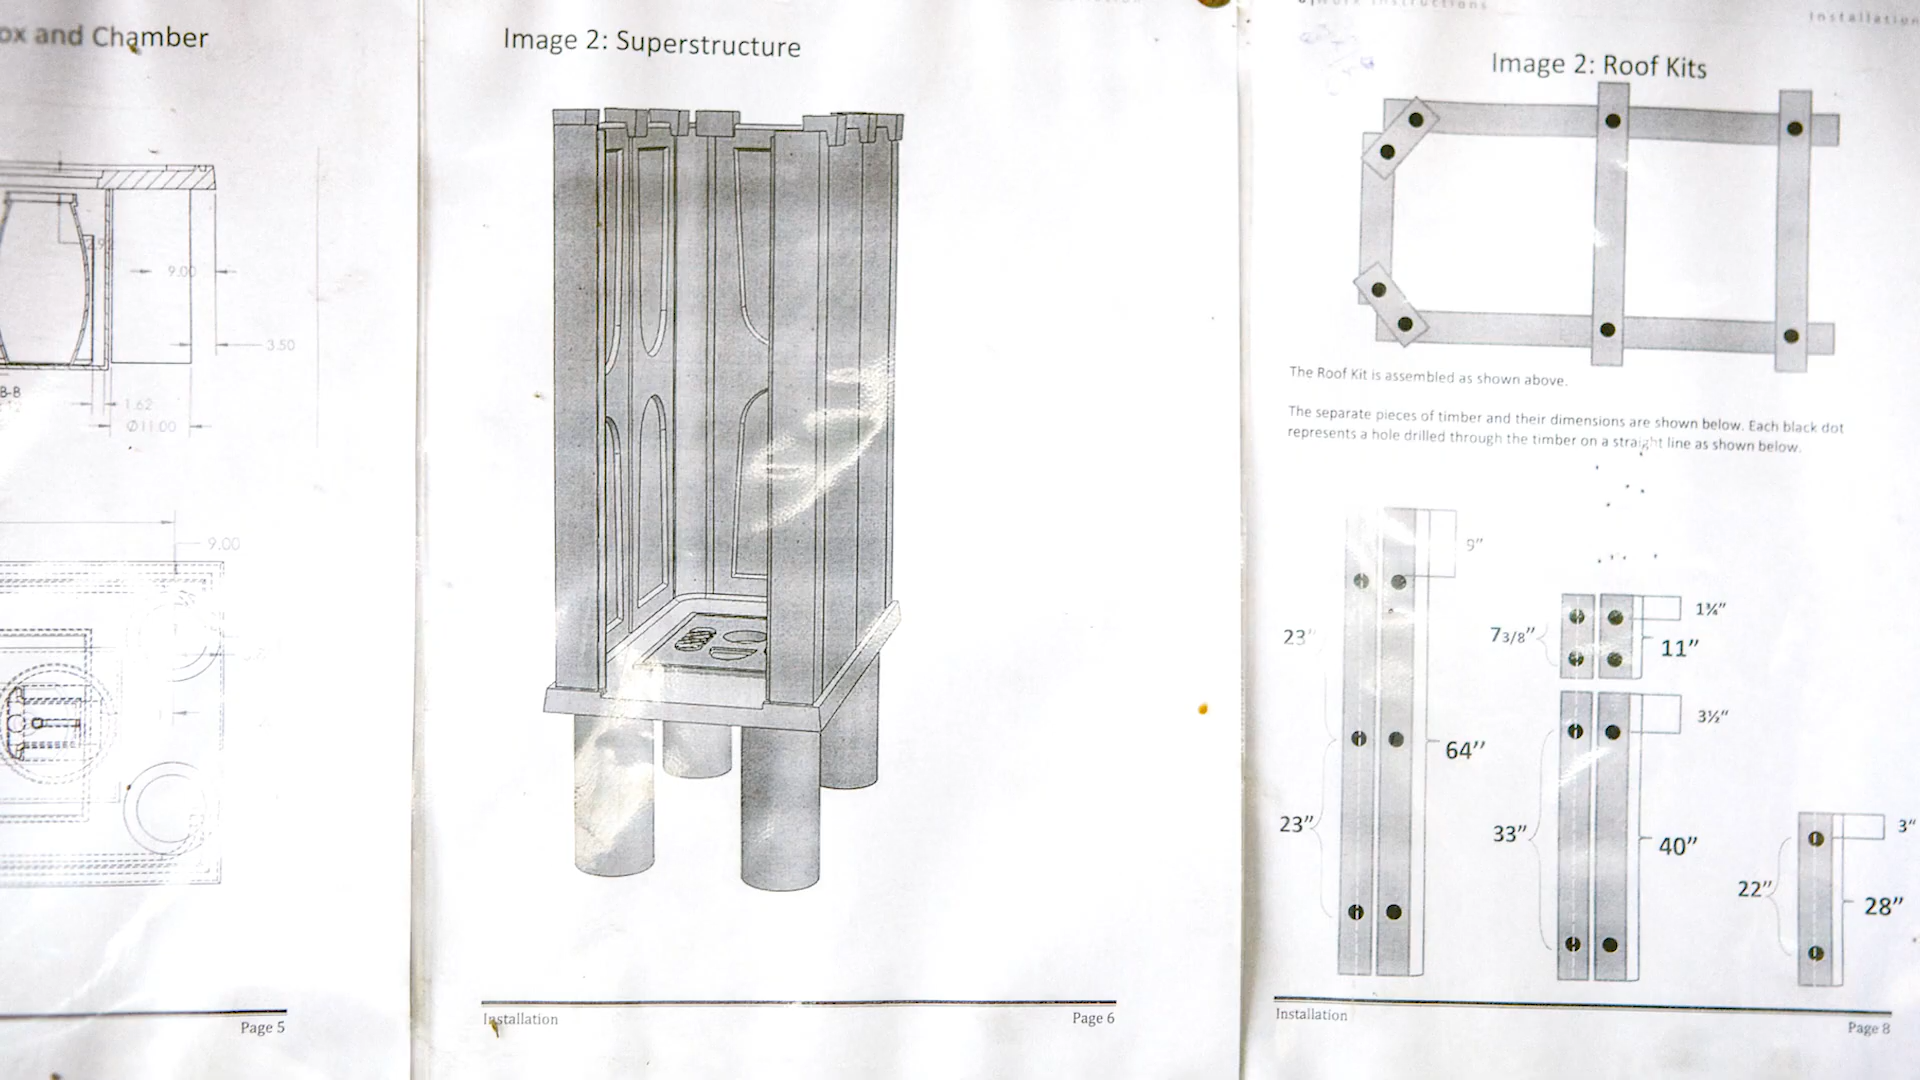 ox and Chamber
2.92
9.00
3.50
B-B
1.62
Ø11.00
9.00
Page 5
Image 2: Superstructure
Installation
Page 6
Installation
Image 2: Roof Kits
The Roof Kit is assembled as shown above.
The separate pieces of timber and their dimensions are shown below. Each black dot
represents a hole drilled through the timber on a straight line as shown below.
9”
23”
64”
23”
1¾”
7 3/8”
11”
3½”
33”
40”
3”
22”
28”
Installation
Page 8